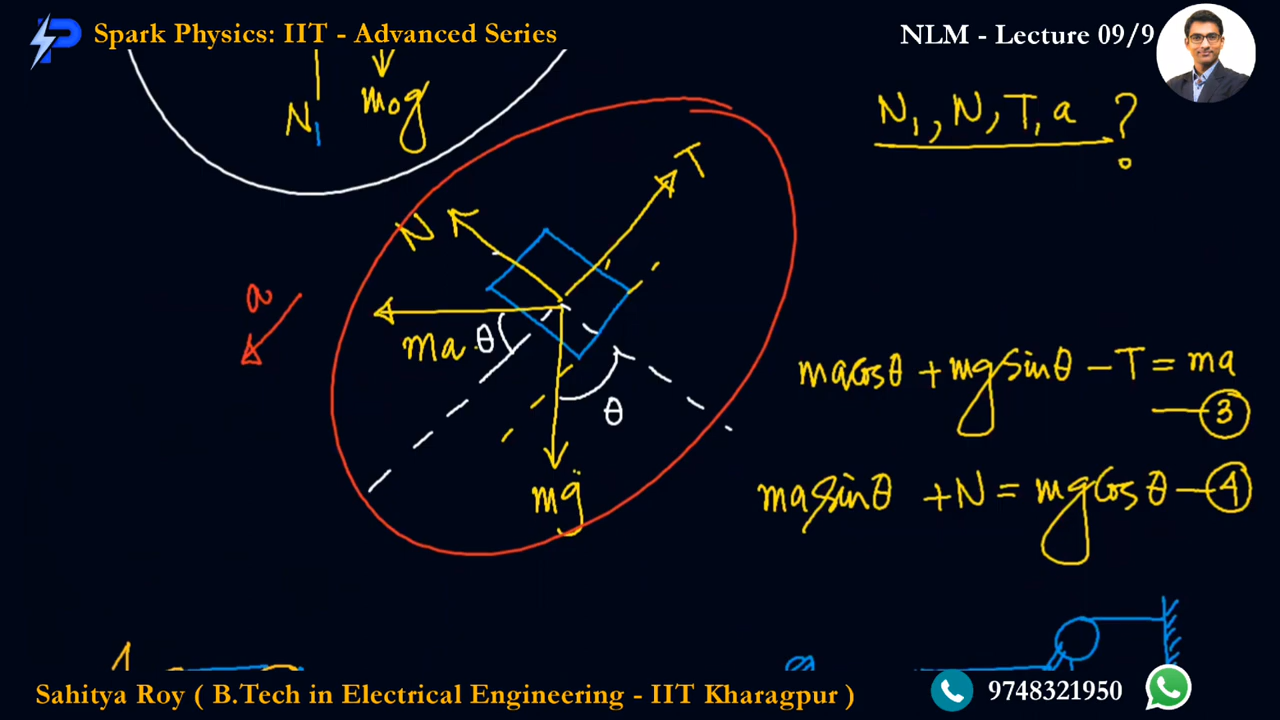 Spark Physics: IIT - Advanced Series
NLM - Lecture 09/9
N₁
m₀g
N₁, N, T, a ?
T
N
a
ma
θ
θ
mg
macosθ + mgsinθ - T = ma
3
masinθ + N = mgcosθ - 4
Sahitya Roy ( B.Tech in Electrical Engineering - IIT Kharagpur )
9748321950